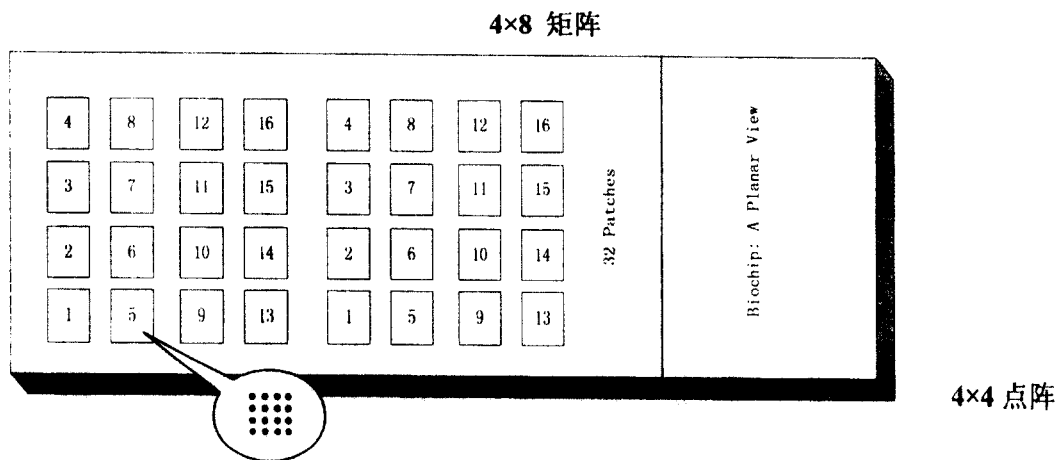 4×8 矩阵
4 8 12 16 4 8 12 16
3 7 11 15 3 7 11 15
2 6 10 14 2 6 10 14
1 5 9 13 1 5 9 13
32 Patches
Biochip: A Planar View
4×4 点阵